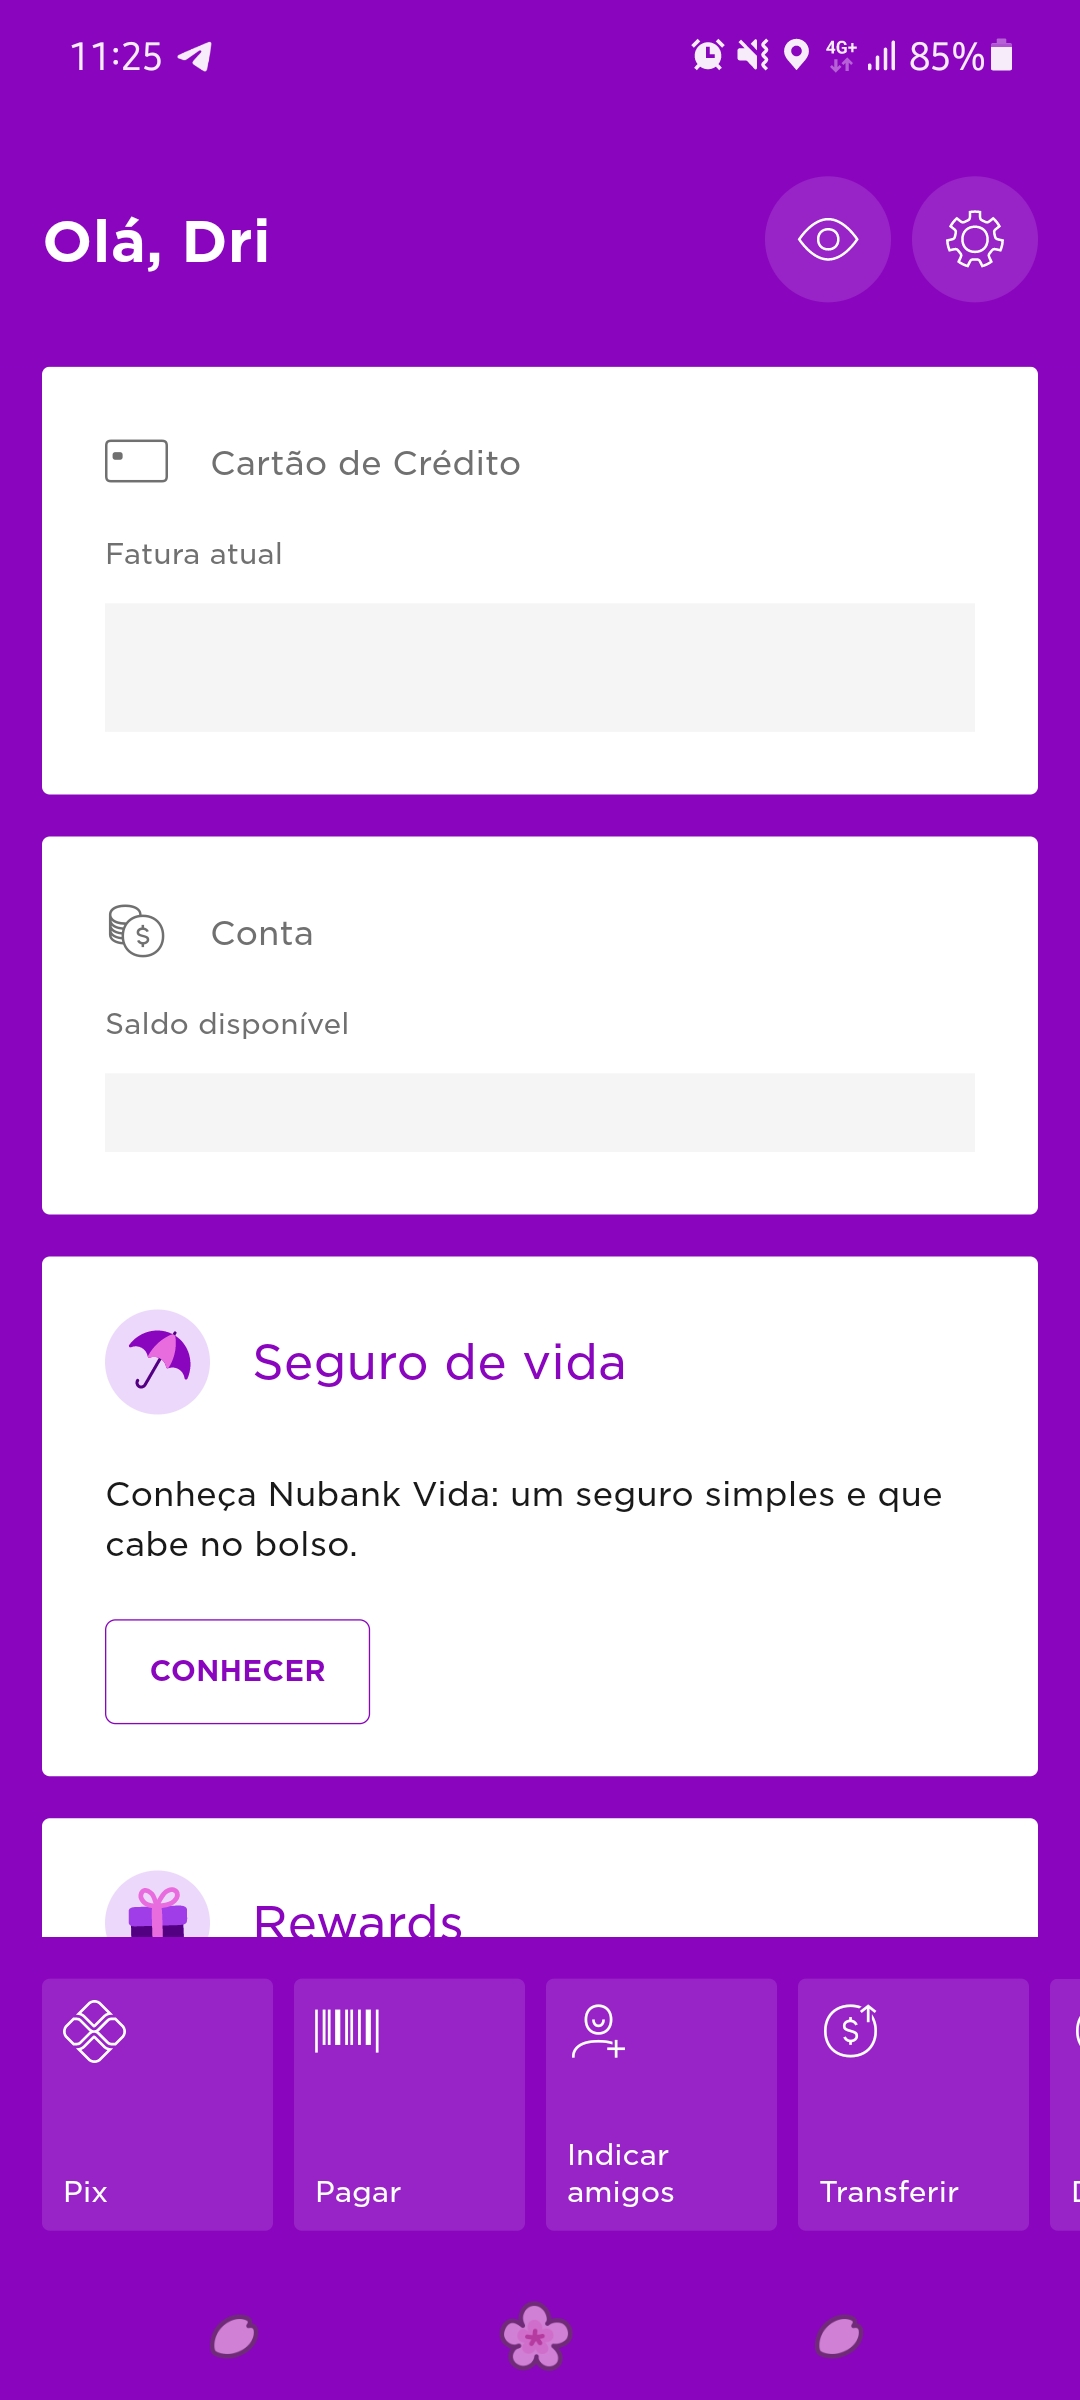 11:25
4G+
85%
Olá, Dri
Cartão de Crédito
Fatura atual
Conta
$
Saldo disponível
Seguro de vida
Conheça Nubank Vida: um seguro simples e que
cabe no bolso.
CONHECER
Rewards
$
Pix
Pagar
Indicar
amigos
Transferir